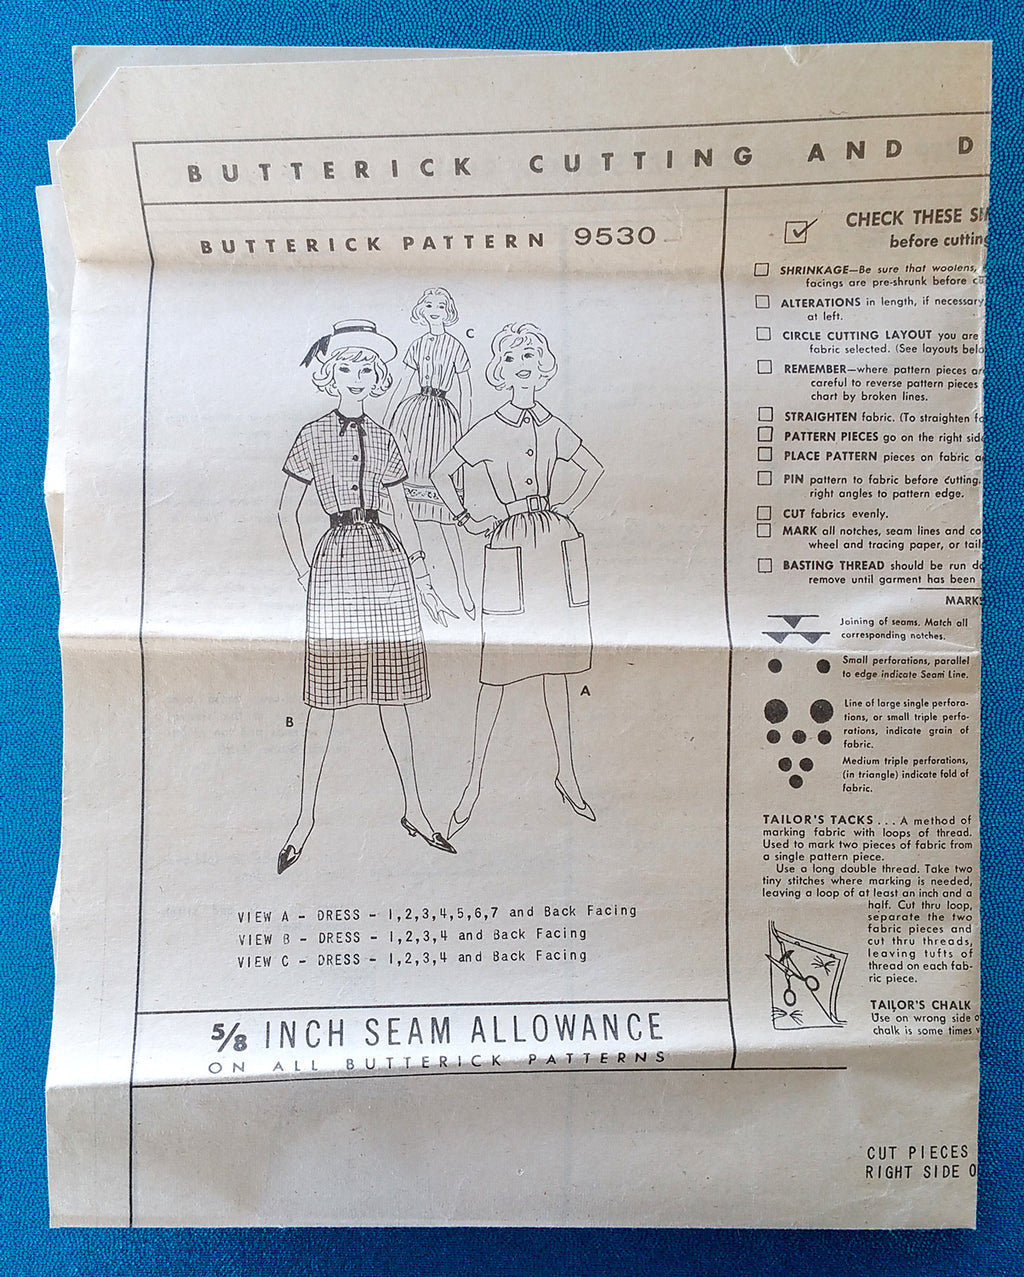 BUTTERICK CUTTING AND D
BUTTERICK PATTERN 9530
C
B
A
VIEW A - DRESS - 1,2,3,4,5,6,7 and Back Facing
VIEW B - DRESS - 1,2,3,4 and Back Facing
VIEW C - DRESS - 1,2,3,4 and Back Facing
5/8 INCH SEAM ALLOWANCE
ON ALL BUTTERICK PATTERNS
CHECK THESE
before cutting
SHRINKAGE—Be sure that woolens,
facings are pre-shrunk before
ALTERATIONS in length, if necessary
at left.
CIRCLE CUTTING LAYOUT you are
fabric selected. (See layouts
REMEMBER—where pattern pieces
careful to reverse pattern pieces
chart by broken lines.
STRAIGHTEN fabric. (To straighten
PATTERN PIECES go on the right
PLACE PATTERN pieces on fabric
PIN pattern to fabric before cutting.
right angles to pattern edge.
CUT fabrics evenly.
MARK all notches, seam lines and
wheel and tracing paper, or
BASTING THREAD should be run
remove until garment has been
MARK
Joining of seams. Match all
corresponding notches.
Small perforations, parallel
to edge indicate Seam Line.
Line of large single perfora-
tions, or small triple perfo-
rations, indicate grain of
fabric.
Medium triple perforations,
(in triangle) indicate fold of
fabric.
TAILOR'S TACKS . . . A method of
marking fabric with loops of thread.
Used to mark two pieces of fabric from
a single pattern piece.
Use a long double thread. Take two
tiny stitches where marking is needed,
leaving a loop of at least an inch and a
half. Cut thru loop,
separate the two
fabric pieces and
cut thru threads,
leaving tufts of
thread on each fab-
ric piece.
TAILOR'S CHALK
Use on wrong side
chalk is some times
CUT PIECES
RIGHT SIDE O